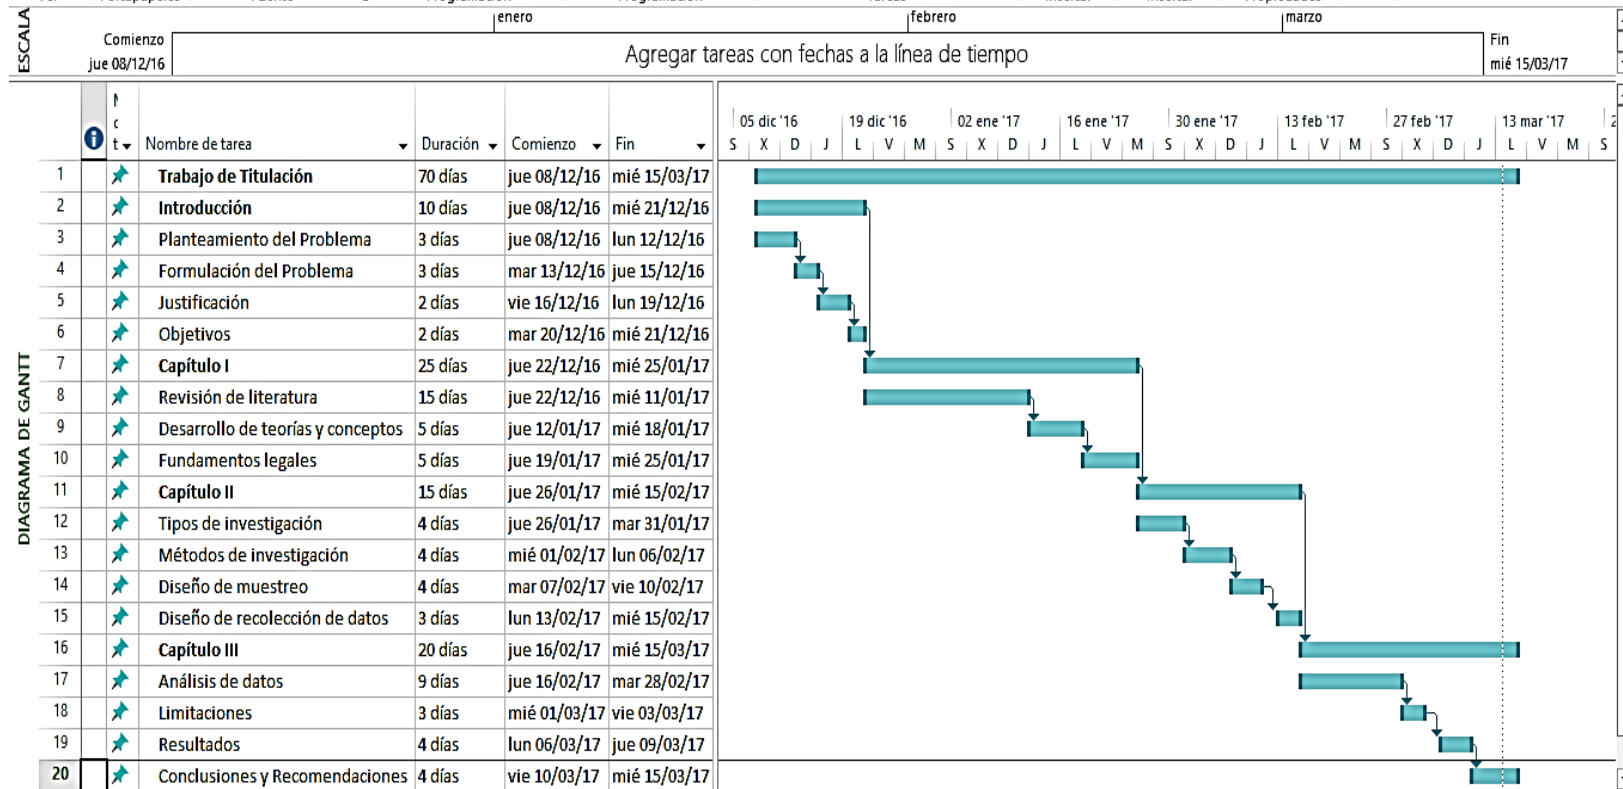 enero febrero marzo
ESCALA
Comienzo
jue 08/12/16
Agregar tareas con fechas a la línea de tiempo
Fin
mié 15/03/17
DIAGRAMA DE GANTT
Nombre de tarea Duración Comienzo Fin
05 dic '16 19 dic '16 02 ene '17 16 ene '17 30 ene '17 13 feb '17 27 feb '17 13 mar '17 2
S X D J L V M S X D J L V M S X D J L V M S X D J L V M S
1 Trabajo de Titulación 70 días jue 08/12/16 mié 15/03/17
2 Introducción 10 días jue 08/12/16 mié 21/12/16
3 Planteamiento del Problema 3 días jue 08/12/16 lun 12/12/16
4 Formulación del Problema 3 días mar 13/12/16 jue 15/12/16
5 Justificación 2 días vie 16/12/16 lun 19/12/16
6 Objetivos 2 días mar 20/12/16 mié 21/12/16
7 Capítulo I 25 días jue 22/12/16 mié 25/01/17
8 Revisión de literatura 15 días jue 22/12/16 mié 11/01/17
9 Desarrollo de teorías y conceptos 5 días jue 12/01/17 mié 18/01/17
10 Fundamentos legales 5 días jue 19/01/17 mié 25/01/17
11 Capítulo II 15 días jue 26/01/17 mié 15/02/17
12 Tipos de investigación 4 días jue 26/01/17 mar 31/01/17
13 Métodos de investigación 4 días mié 01/02/17 lun 06/02/17
14 Diseño de muestreo 4 días mar 07/02/17 vie 10/02/17
15 Diseño de recolección de datos 3 días lun 13/02/17 mié 15/02/17
16 Capítulo III 20 días jue 16/02/17 mié 15/03/17
17 Análisis de datos 9 días jue 16/02/17 mar 28/02/17
18 Limitaciones 3 días mié 01/03/17 vie 03/03/17
19 Resultados 4 días lun 06/03/17 jue 09/03/17
20 Conclusiones y Recomendaciones 4 días vie 10/03/17 mié 15/03/17